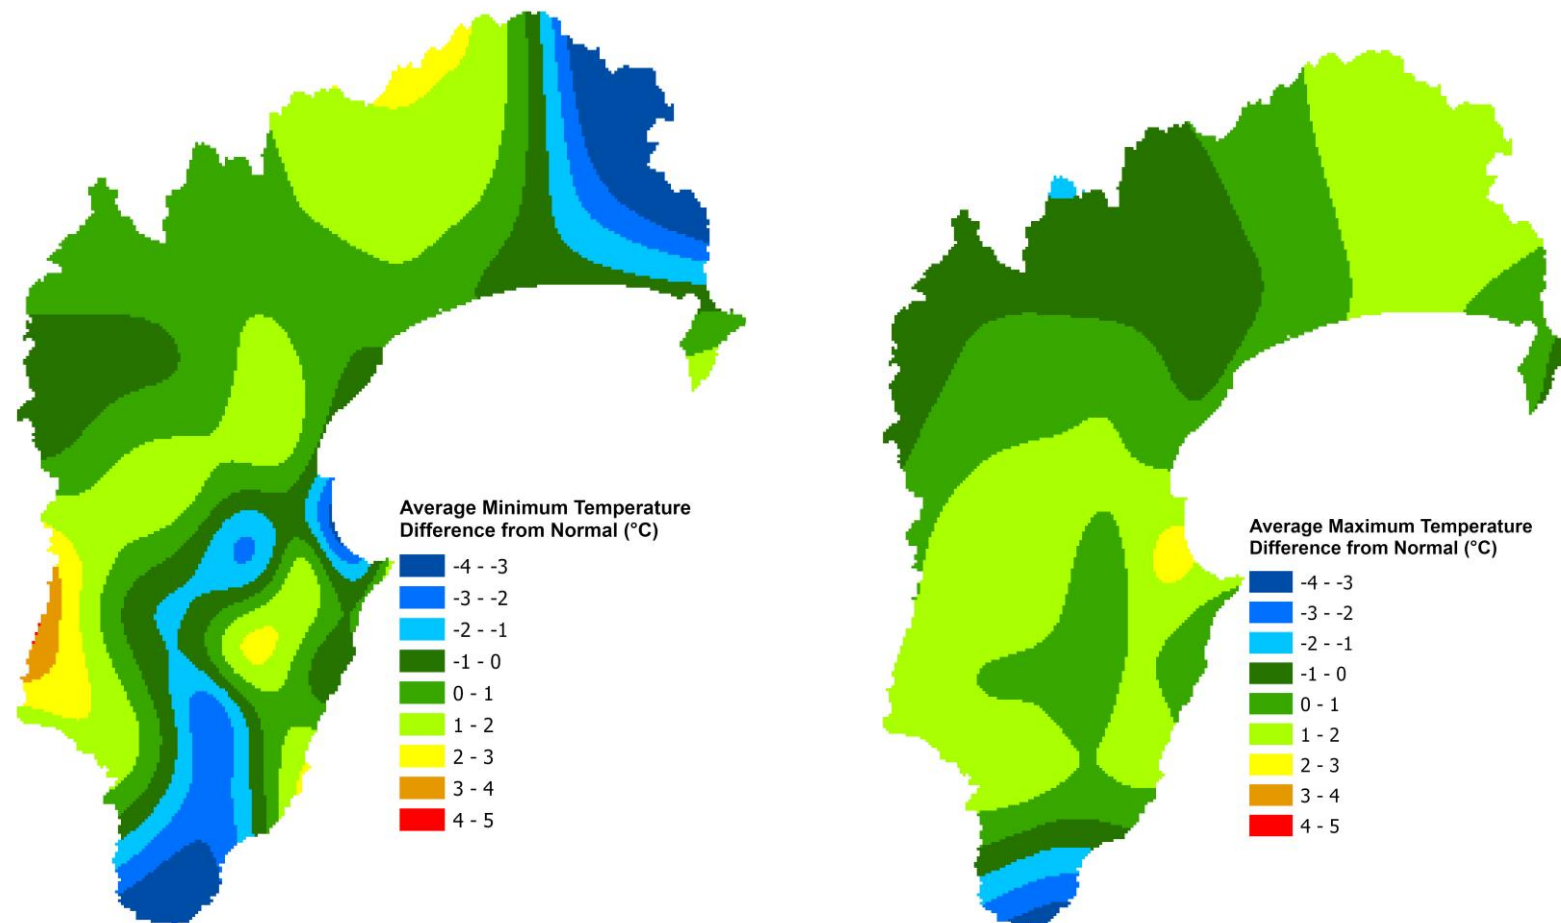 Average Minimum Temperature
Difference from Normal (°C)
-4 - -3
-3 - -2
-2 - -1
-1 - 0
0 - 1
1 - 2
2 - 3
3 - 4
4 - 5
Average Maximum Temperature
Difference from Normal (°C)
-4 - -3
-3 - -2
-2 - -1
-1 - 0
0 - 1
1 - 2
2 - 3
3 - 4
4 - 5